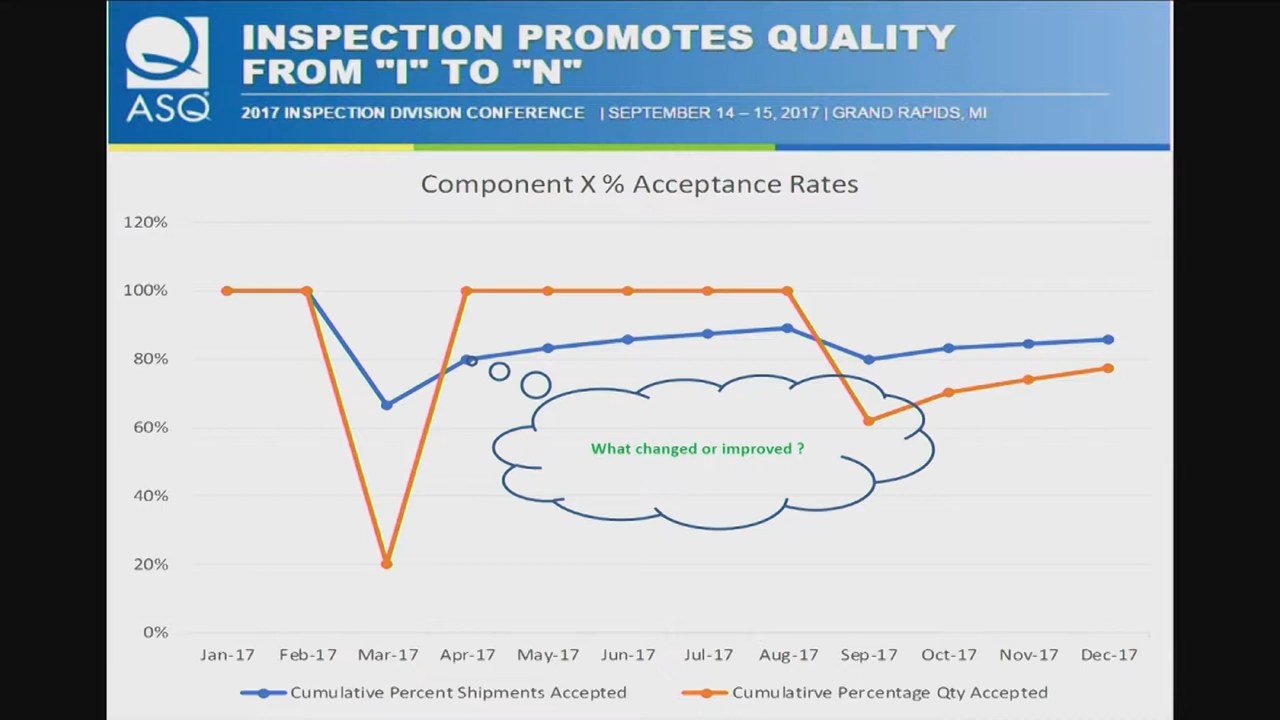 INSPECTION PROMOTES QUALITY
FROM "I" TO "N"
ASQ
2017 INSPECTION DIVISION CONFERENCE | SEPTEMBER 14 – 15, 2017 | GRAND RAPIDS, MI
Component X % Acceptance Rates
120%
100%
80%
60%
40%
20%
0%
What changed or improved ?
Jan-17 Feb-17 Mar-17 Apr-17 May-17 Jun-17 Jul-17 Aug-17 Sep-17 Oct-17 Nov-17 Dec-17
Cumulatirve Percent Shipments Accepted Cumulatirve Percentage Qty Accepted